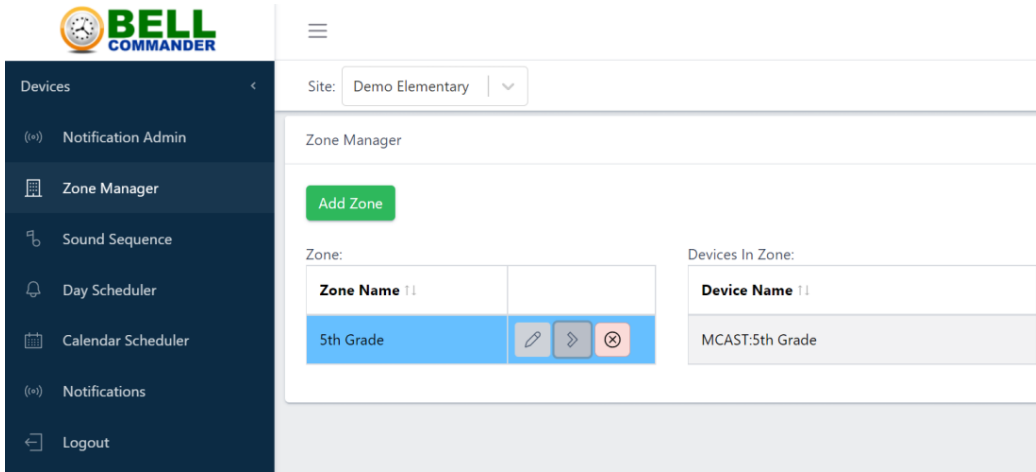 BELL
COMMANDER
Devices
Notification Admin
Zone Manager
Sound Sequence
Day Scheduler
Calendar Scheduler
Notifications
Logout
Site: Demo Elementary
Zone Manager
Add Zone
Zone:
Zone Name
5th Grade
Devices In Zone:
Device Name
MCAST:5th Grade